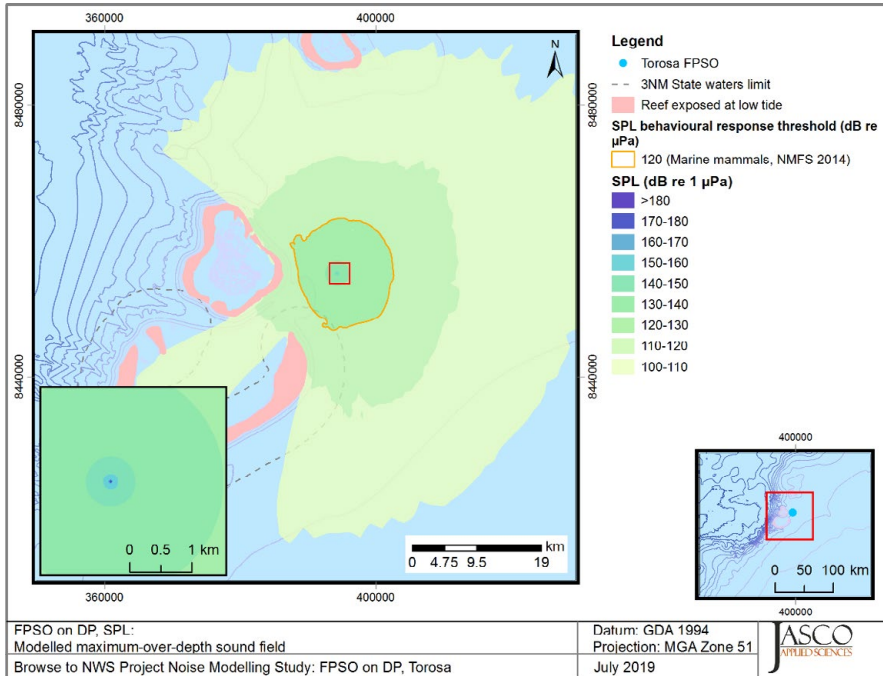 360000
400000
8480000
8440000
8480000
8440000
N
0 0.5 1 km
km
0 4.75 9.5 19
360000
400000
Legend
Torosa FPSO
3NM State waters limit
Reef exposed at low tide
SPL behavioural response threshold (dB re
µPa)
120 (Marine mammals, NMFS 2014)
SPL (dB re 1 µPa)
>180
170-180
160-170
150-160
140-150
130-140
120-130
110-120
100-110
400000
0 50 100 km
400000
FPSO on DP, SPL:
Modelled maximum-over-depth sound field
Browse to NWS Project Noise Modelling Study: FPSO on DP, Torosa
Datum: GDA 1994
Projection: MGA Zone 51
July 2019
JASCO
APPLIED SCIENCES